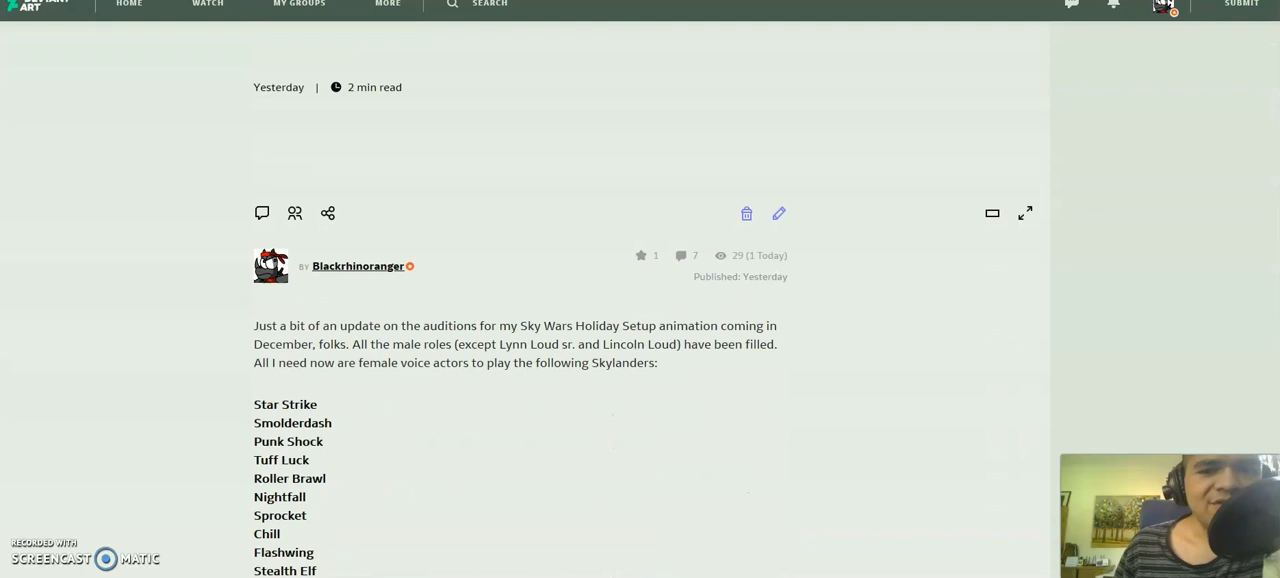 DEVIANT
ART
HOME
WATCH
MY GROUPS
MORE
SEARCH
SUBMIT
Yesterday | 2 min read
BY Blackrhinoranger
1
7
29 (1 Today)
Published: Yesterday
Just a bit of an update on the auditions for my Sky Wars Holiday Setup animation coming in
December, folks. All the male roles (except Lynn Loud sr. and Lincoln Loud) have been filled.
All I need now are female voice actors to play the following Skylanders:
Star Strike
Smolderdash
Punk Shock
Tuff Luck
Roller Brawl
Nightfall
Sprocket
Chill
Flashwing
Stealth Elf
RECORDED WITH
SCREENCAST MATIC